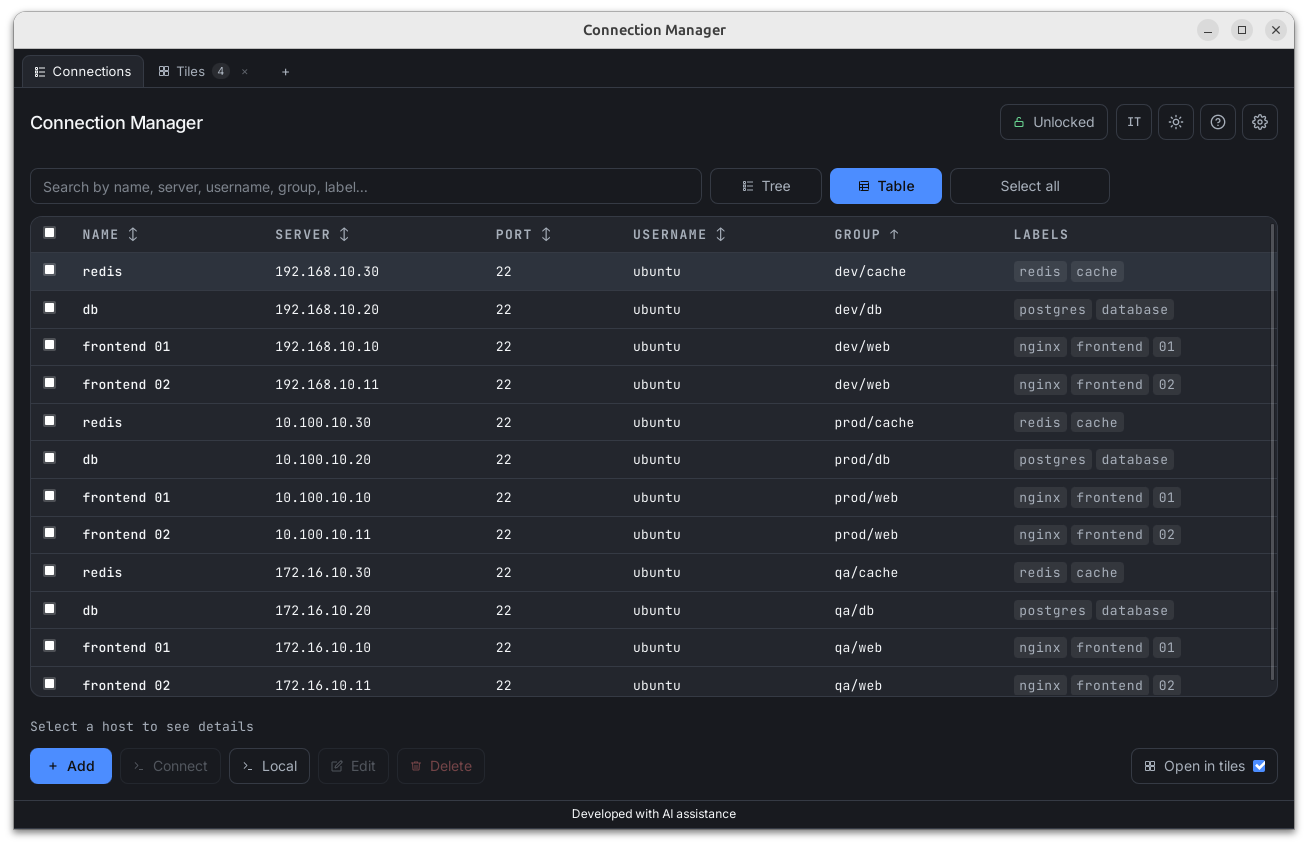 Connection Manager
Connections Tiles 4 × +
Connection Manager Unlocked IT
Search by name, server, username, group, label... Tree Table Select all
NAME SERVER PORT USERNAME GROUP LABELS
redis 192.168.10.30 22 ubuntu dev/cache redis cache
db 192.168.10.20 22 ubuntu dev/db postgres database
frontend 01 192.168.10.10 22 ubuntu dev/web nginx frontend 01
frontend 02 192.168.10.11 22 ubuntu dev/web nginx frontend 02
redis 10.100.10.30 22 ubuntu prod/cache redis cache
db 10.100.10.20 22 ubuntu prod/db postgres database
frontend 01 10.100.10.10 22 ubuntu prod/web nginx frontend 01
frontend 02 10.100.10.11 22 ubuntu prod/web nginx frontend 02
redis 172.16.10.30 22 ubuntu qa/cache redis cache
db 172.16.10.20 22 ubuntu qa/db postgres database
frontend 01 172.16.10.10 22 ubuntu qa/web nginx frontend 01
frontend 02 172.16.10.11 22 ubuntu qa/web nginx frontend 02
Select a host to see details
+ Add Connect Local Edit Delete Open in tiles
Developed with AI assistance